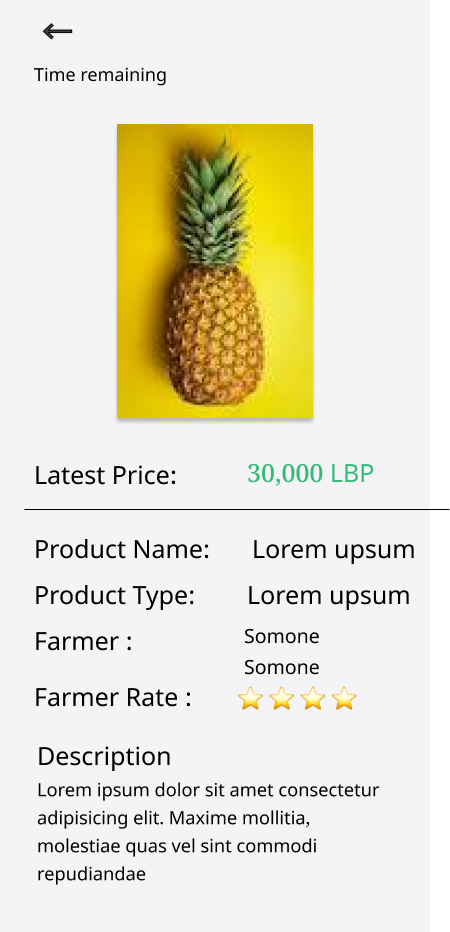 Time remaining
Latest Price: 30,000 LBP
Product Name: Lorem upsum
Product Type: Lorem upsum
Farmer : Somone
Somone
Farmer Rate : ⭐⭐⭐⭐
Description
Lorem ipsum dolor sit amet consectetur
adipisicing elit. Maxime mollitia,
molestiae quas vel sint commodi
repudiandae